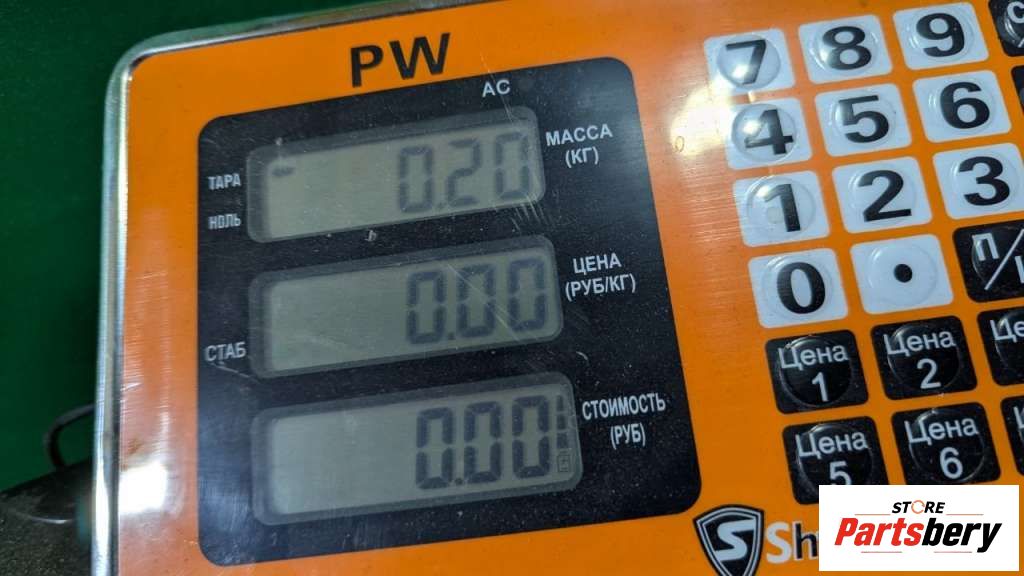 PW
AC
ТАРА
НОЛЬ
- 0.20
МАССА
(КГ)
СТАБ
0.00
ЦЕНА
(РУБ/КГ)
0.00
СТОИМОСТЬ
(РУБ)
7 8 9
4 5 6
1 2 3
0 .
Цена
1
Цена
2
Цена
5
Цена
6
STORE
Partsbery